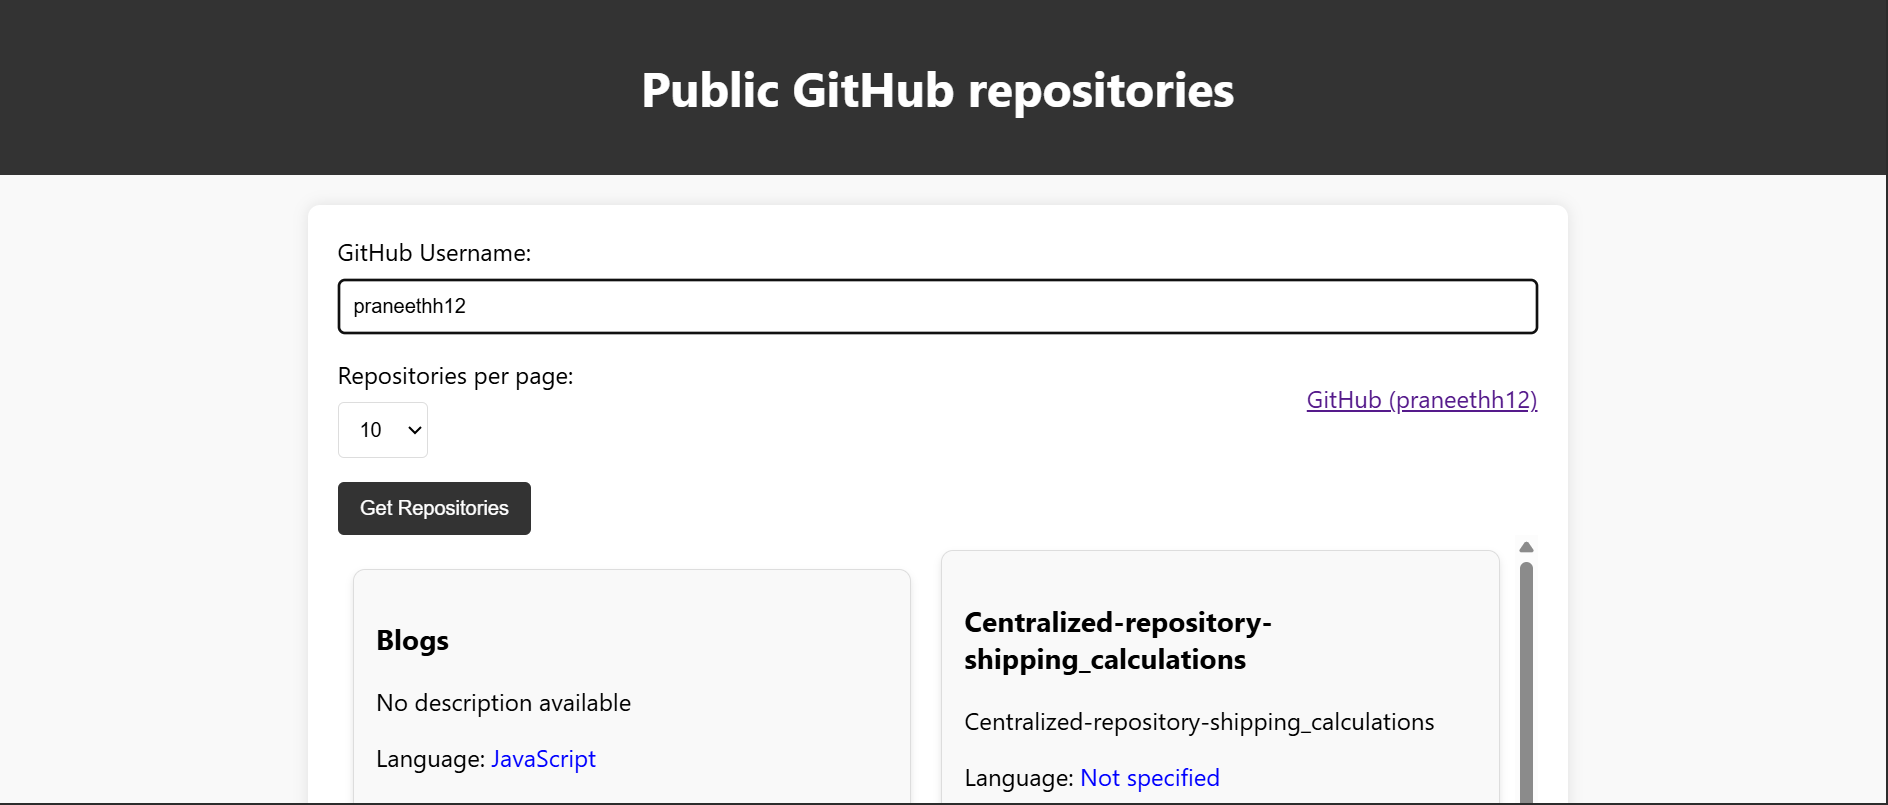 Public GitHub repositories
GitHub Username:
praneethh12
Repositories per page:
10
GitHub (praneethh12)
Get Repositories
Blogs
No description available
Language: JavaScript
Centralized-repository-
shipping_calculations
Centralized-repository-shipping_calculations
Language: Not specified